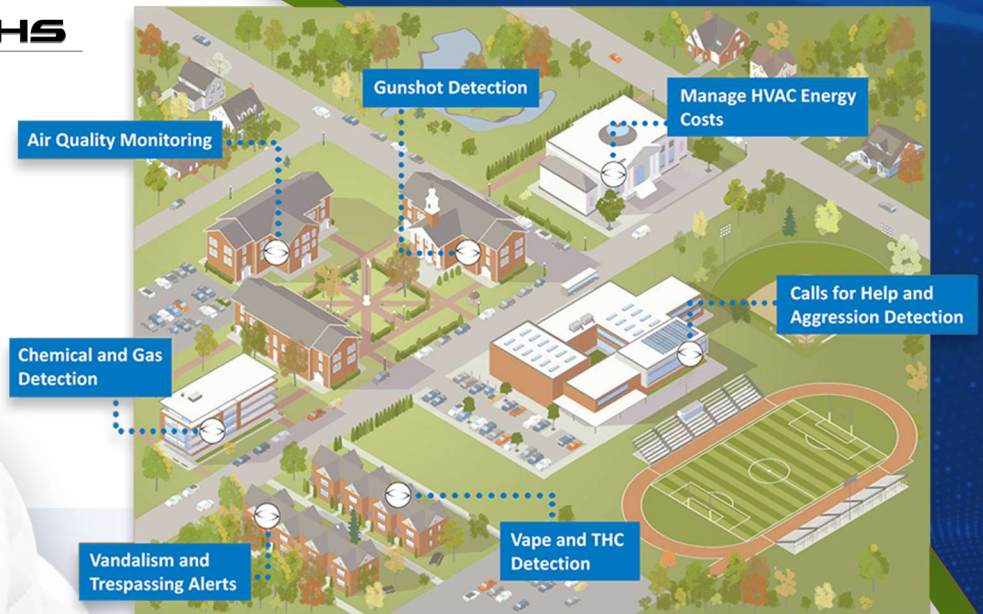 HS
Gunshot Detection
Manage HVAC Energy
Costs
Air Quality Monitoring
Calls for Help and
Aggression Detection
Chemical and Gas
Detection
Vape and THC
Detection
Vandalism and
Trespassing Alerts